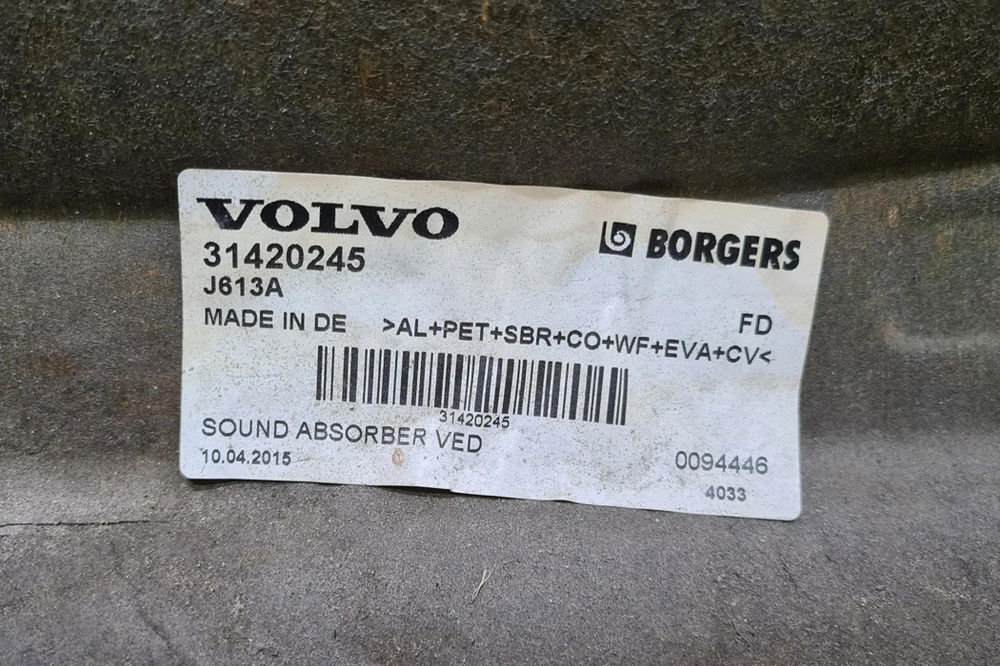 VOLVO
BORGERS
31420245
J613A
FD
MADE IN DE >AL+PET+SBR+CO+WF+EVA+CV<
31420245
SOUND ABSORBER VED
10.04.2015
0094446
4033